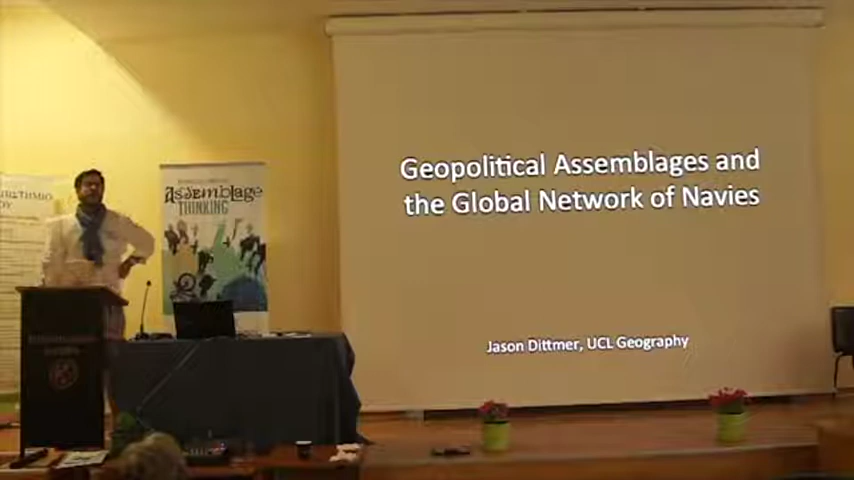 Geopolitical Assemblages and
the Global Network of Navies
Jason Dittmer, UCL Geography
Assemblage
THINKING